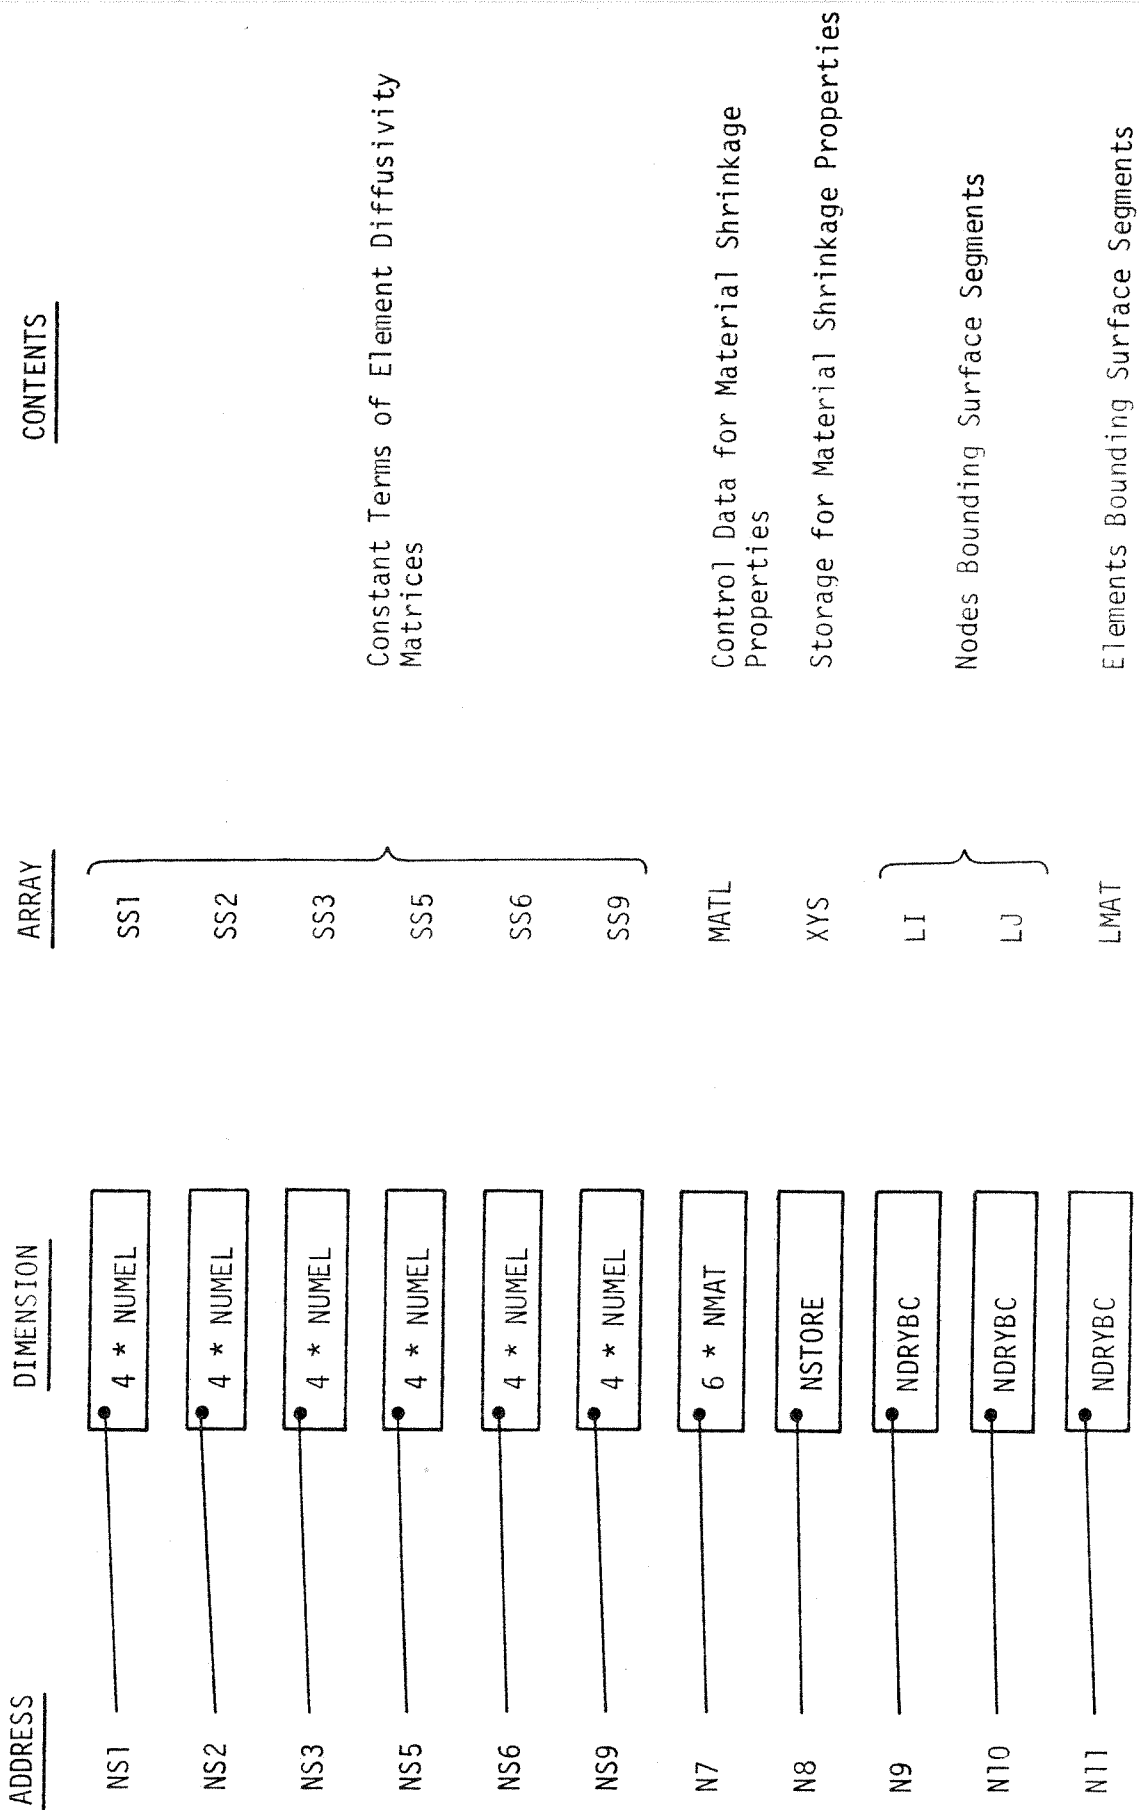 ADDRESS DIMENSION ARRAY CONTENTS
NS1 4 * NUMEL SS1
NS2 4 * NUMEL SS2
NS3 4 * NUMEL SS3
Constant Terms of Element Diffusivity
Matrices
NS5 4 * NUMEL SS5
NS6 4 * NUMEL SS6
NS9 4 * NUMEL SS9
N7 6 * NMAT MATL Control Data for Material Shrinkage
Properties
N8 NSTORE XYS Storage for Material Shrinkage Properties
N9 NDRYBC LI
Nodes Bounding Surface Segments
N10 NDRYBC LJ
N11 NDRYBC LMAT Elements Bounding Surface Segments